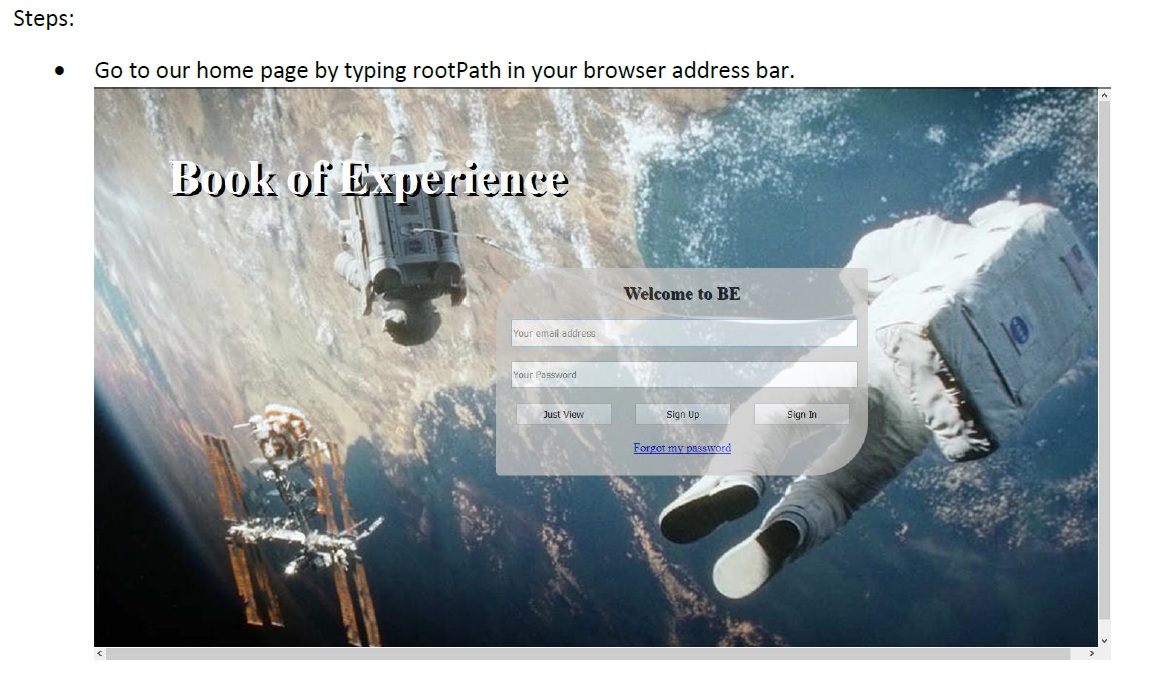 Steps:
• Go to our home page by typing rootPath in your browser address bar.
Book of Experience
Welcome to BE
Your email address
Your Password
Just View Sign Up Sign In
Forgot my password